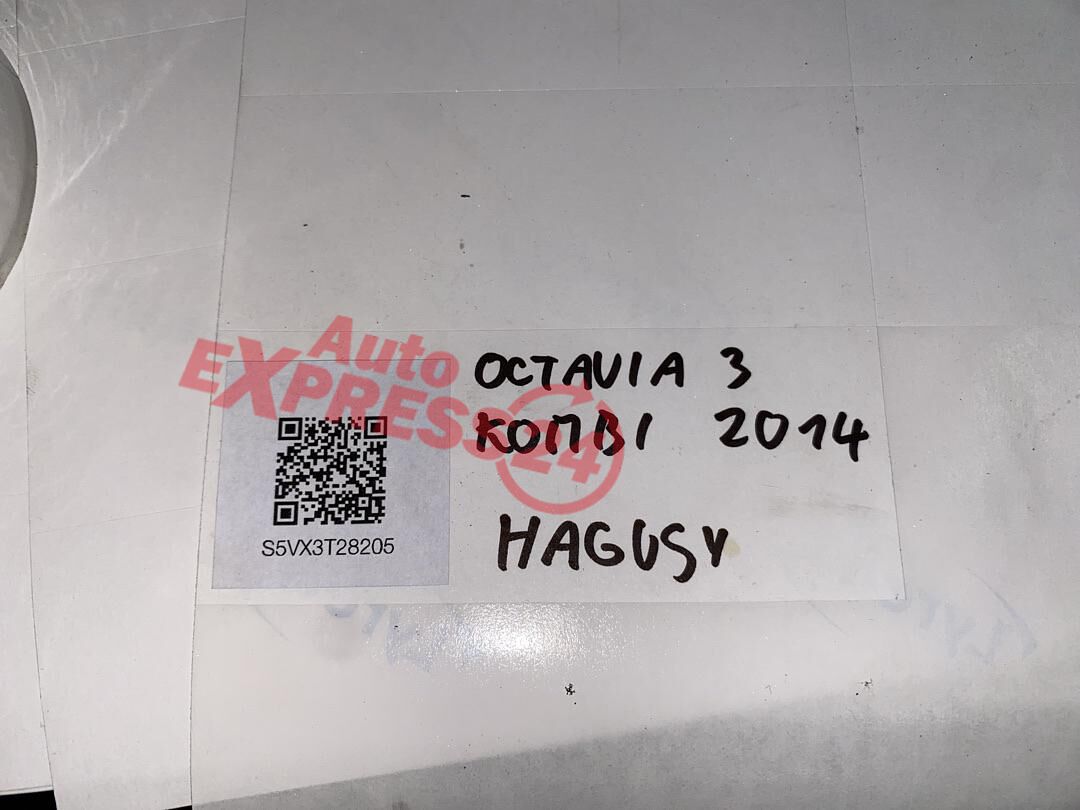 Auto
EXPRESS24
OCTAVIA 3
KOMBI 2014
HAGUSY
S5VX3T28205